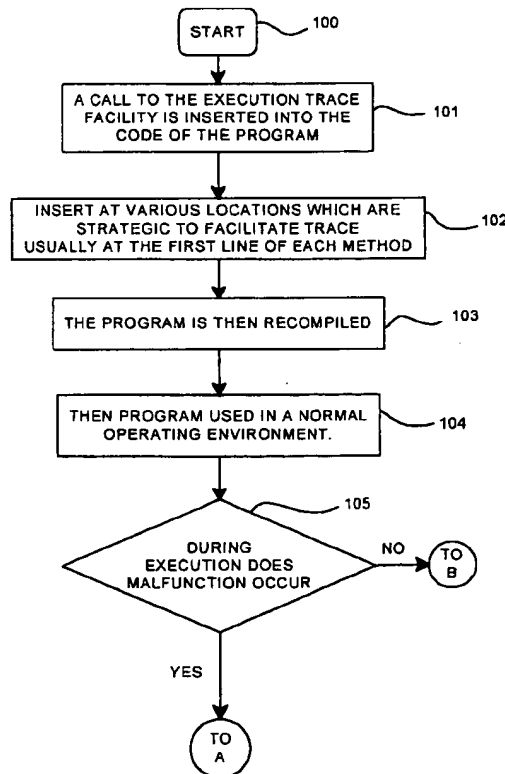 START
100
A CALL TO THE EXECUTION TRACE
FACILITY IS INSERTED INTO THE
CODE OF THE PROGRAM
101
INSERT AT VARIOUS LOCATIONS WHICH ARE
STRATEGIC TO FACILITATE TRACE
USUALLY AT THE FIRST LINE OF EACH METHOD
102
THE PROGRAM IS THEN RECOMPILED
103
THEN PROGRAM USED IN A NORMAL
OPERATING ENVIRONMENT.
104
105
DURING
EXECUTION DOES
MALFUNCTION OCCUR
NO
TO
B
YES
TO
A